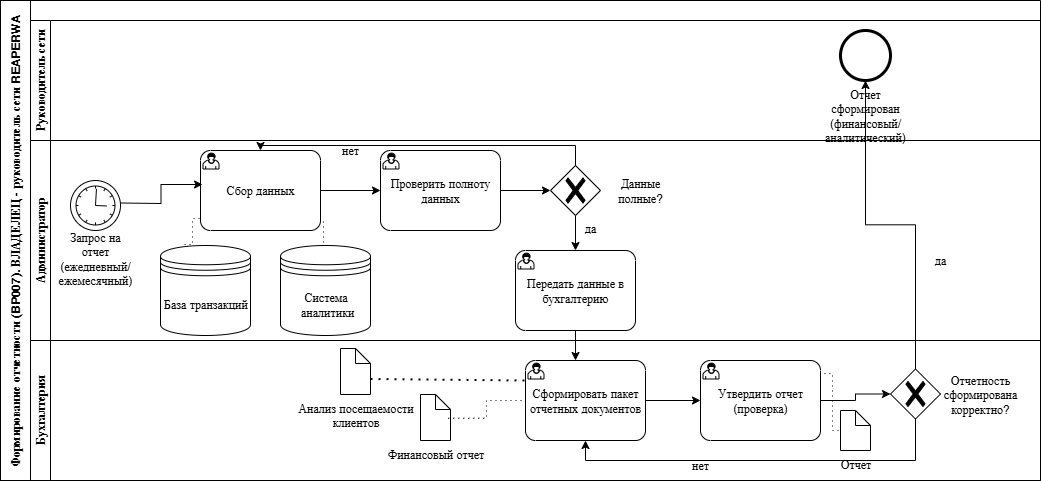 Формирование отчетности (BP007). ВЛАДЕЛЕЦ - руководитель сети REAPERWA
Руководитель сети
Отчет
сформирован
(финансовый/
аналитический)
Администратор
Запрос на
отчет
(ежедневный/
ежемесячный)
Сбор данных
База транзакций
Система
аналитики
нет
Проверить полноту
данных
Данные
полные?
да
Передать данные в
бухгалтерию
да
Бухгалтерия
Анализ посещаемости
клиентов
Финансовый отчет
Сформировать пакет
отчетных документов
Утвердить отчет
(проверка)
Отчет
Отчетность
сформирована
корректно?
нет